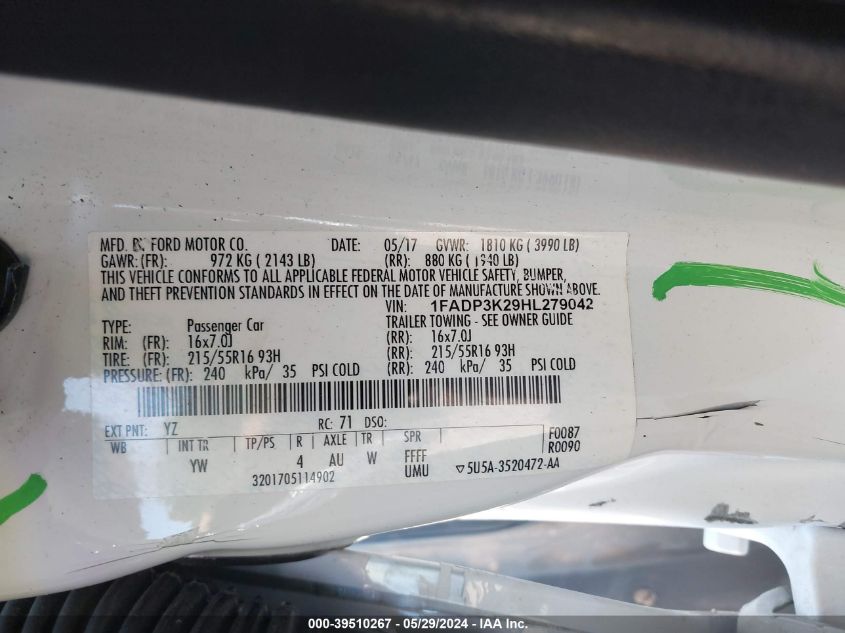 MFD. BY FORD MOTOR CO. DATE: 05/17 GVWR: 1810 KG ( 3990 LB)
GAWR: (FR): 972 KG ( 2143 LB) (RR): 880 KG ( 1940 LB)
THIS VEHICLE CONFORMS TO ALL APPLICABLE FEDERAL MOTOR VEHICLE SAFETY, BUMPER,
AND THEFT PREVENTION STANDARDS IN EFFECT ON THE DATE OF MANUFACTURE SHOWN ABOVE.
VIN: 1FADP3K29HL279042
TYPE: Passenger Car TRAILER TOWING - SEE OWNER GUIDE
RIM: (FR): 16x7.0J (RR): 16x7.0J
TIRE: (FR): 215/55R16 93H (RR): 215/55R16 93H
PRESSURE: (FR): 240 kPa/ 35 PSI COLD (RR): 240 kPa/ 35 PSI COLD
EXT PNT: YZ RC: 71 DSO: F0087
WB INT TR TP/PS R AXLE TR SPR R0090
YW 4 AU W FFFF
UMU ▽5U5A-3520472-AA
3201705114902
000-39510267 - 05/29/2024 - IAAI.COM